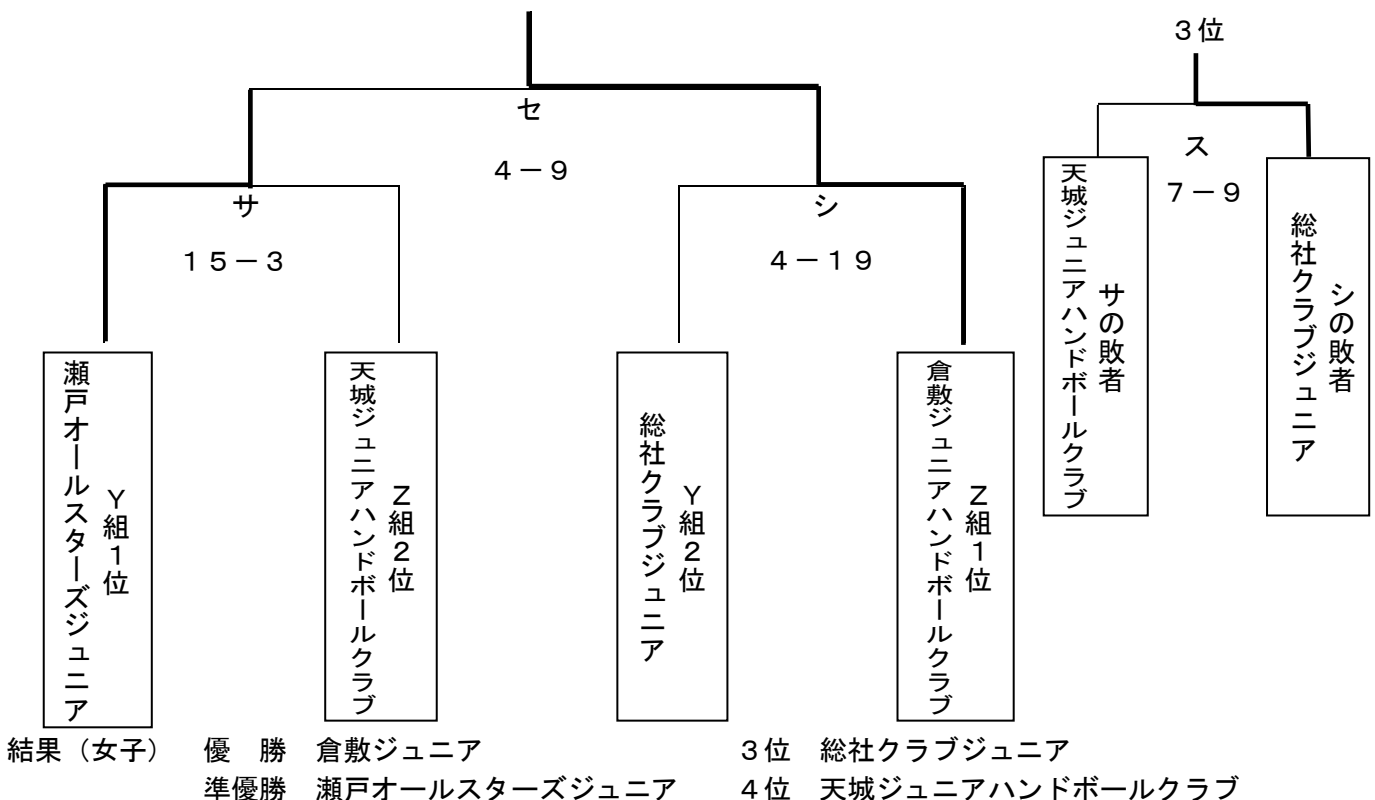 ３位
セ
４－９
サ
１５－３
シ
４－１９
ス
７－９
Ｙ組１位
瀬戸オールスターズジュニア
Ｚ組２位
天城ジュニアハンドボールクラブ
Ｙ組２位
総社クラブジュニア
Ｚ組１位
倉敷ジュニアハンドボールクラブ
サの敗者
天城ジュニアハンドボールクラブ
シの敗者
総社クラブジュニア
結果（女子）　優　勝　倉敷ジュニア　３位　総社クラブジュニア
準優勝　瀬戸オールスターズジュニア　４位　天城ジュニアハンドボールクラブ